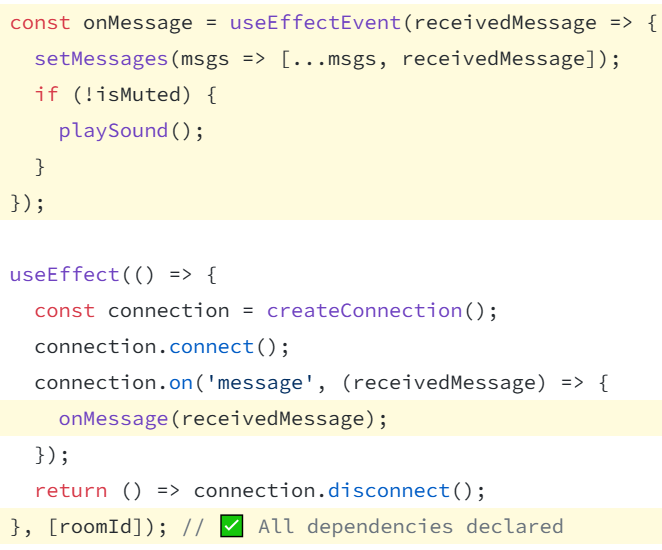 const onMessage = useEffectEvent(receivedMessage => {
  setMessages(msgs => [...msgs, receivedMessage]);
  if (!isMuted) {
    playSound();
  }
});

useEffect(() => {
  const connection = createConnection();
  connection.connect();
  connection.on('message', (receivedMessage) => {
    onMessage(receivedMessage);
  });
  return () => connection.disconnect();
}, [roomId]); // ✅ All dependencies declared